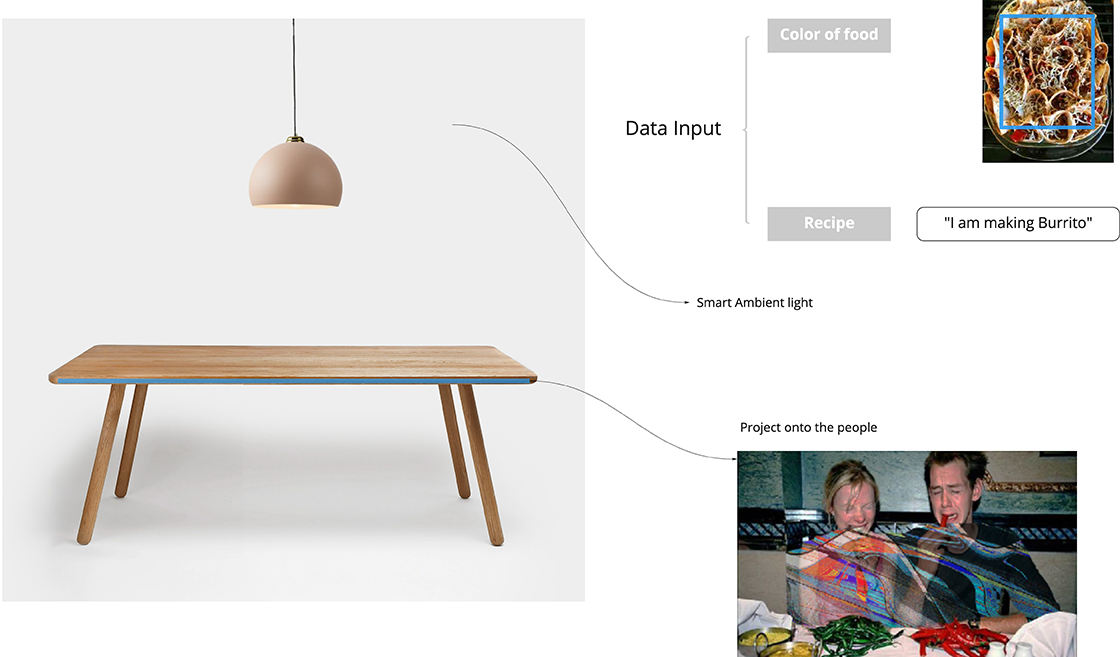 Color of food
Data Input
Recipe
"I am making Burrito"
Smart Ambient light
Project onto the people